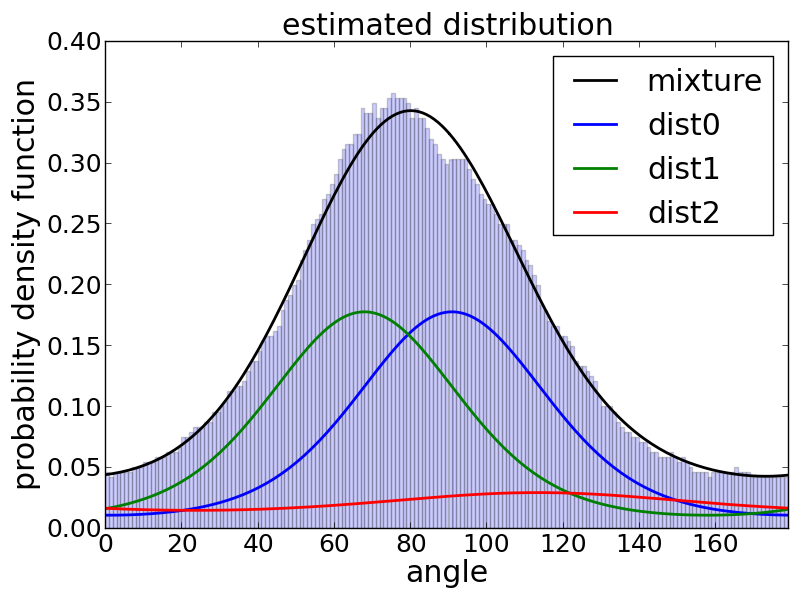 estimated distribution
probability density function
0.40
0.35
0.30
0.25
0.20
0.15
0.10
0.05
0.00
mixture
dist0
dist1
dist2
0 20 40 60 80 100 120 140 160
angle